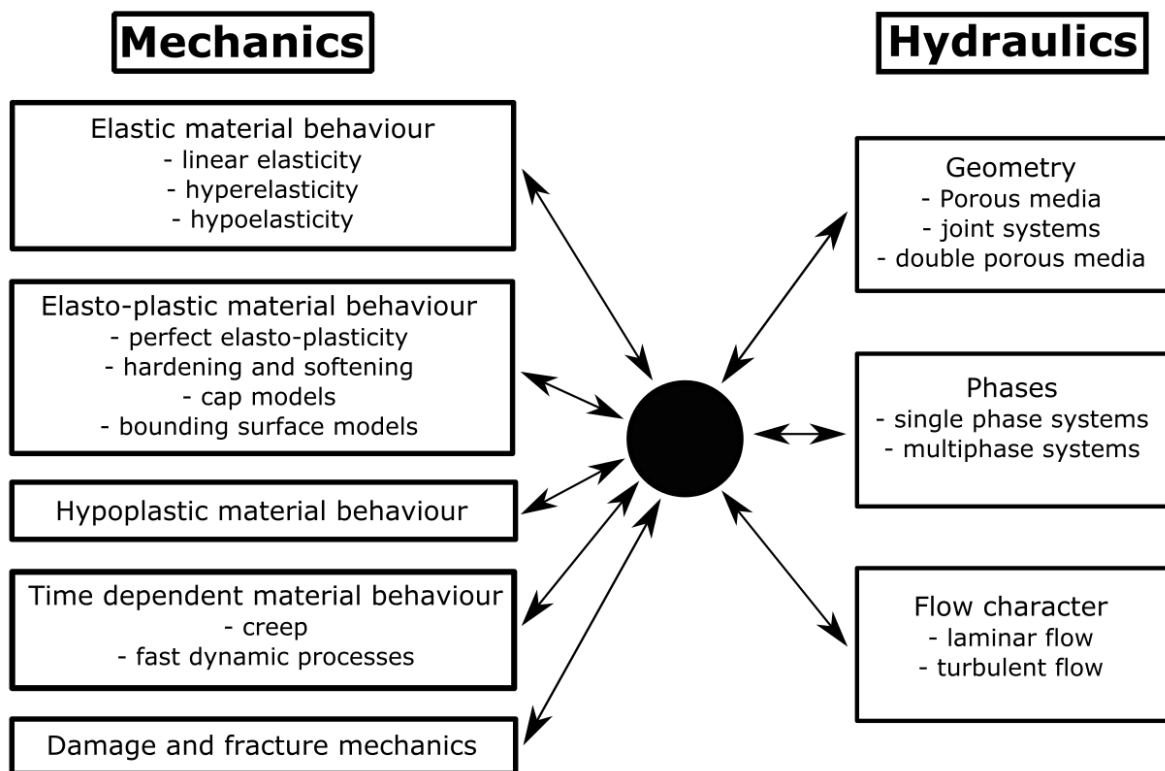 Mechanics
Elastic material behaviour
- linear elasticity
- hyperelasticity
- hypoelasticity
Elasto-plastic material behaviour
- perfect elasto-plasticity
- hardening and softening
- cap models
- bounding surface models
Hypoplastic material behaviour
Time dependent material behaviour
- creep
- fast dynamic processes
Damage and fracture mechanics
Hydraulics
Geometry
- Porous media
- joint systems
- double porous media
Phases
- single phase systems
- multiphase systems
Flow character
- laminar flow
- turbulent flow